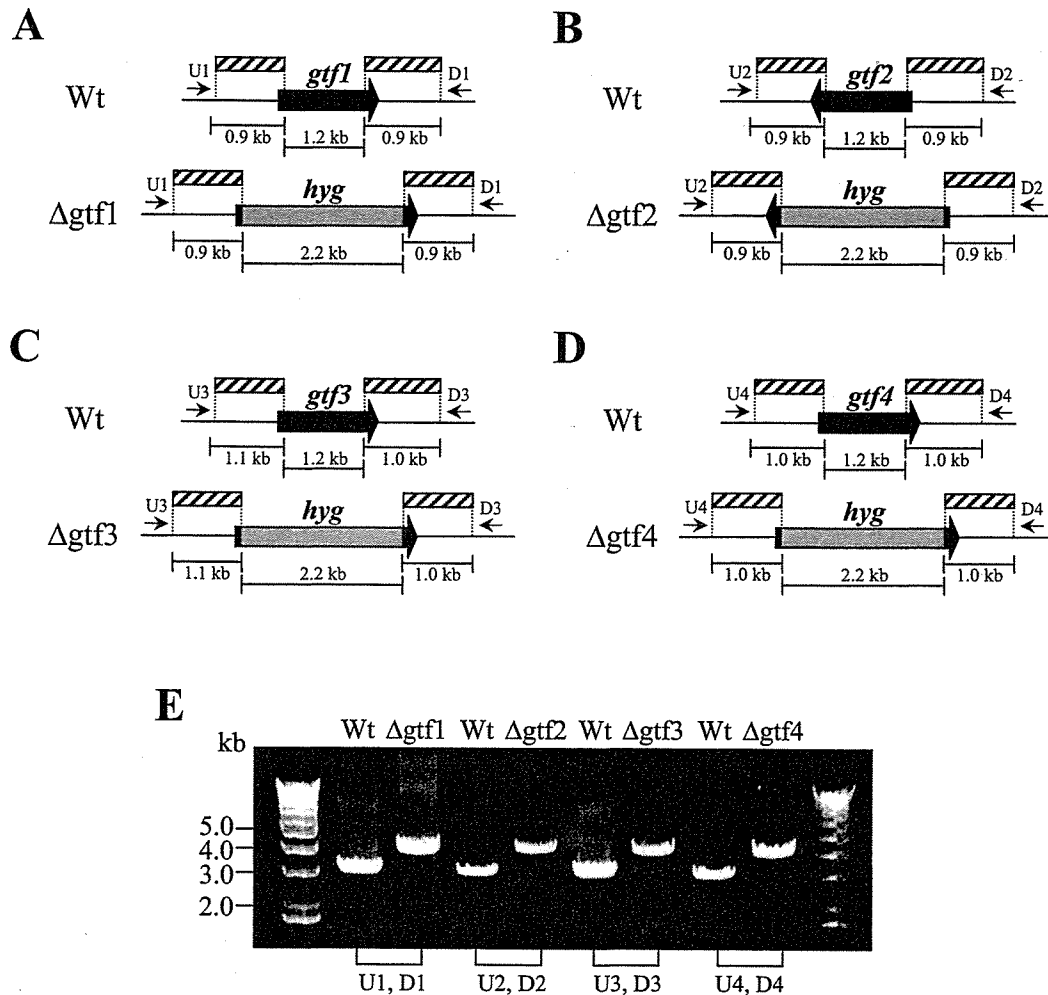 A
Wt
U1
gtf1
D1
0.9 kb
1.2 kb
0.9 kb
Δgtf1
U1
hyg
D1
0.9 kb
2.2 kb
0.9 kb
B
Wt
U2
gtf2
D2
0.9 kb
1.2 kb
0.9 kb
Δgtf2
U2
hyg
D2
0.9 kb
2.2 kb
0.9 kb
C
Wt
U3
gtf3
D3
1.1 kb
1.2 kb
1.0 kb
Δgtf3
U3
hyg
D3
1.1 kb
2.2 kb
1.0 kb
D
Wt
U4
gtf4
D4
1.0 kb
1.2 kb
1.0 kb
Δgtf4
U4
hyg
D4
1.0 kb
2.2 kb
1.0 kb
E
Wt Δgtf1 Wt Δgtf2 Wt Δgtf3 Wt Δgtf4
kb
5.0
4.0
3.0
2.0
U1, D1 U2, D2 U3, D3 U4, D4